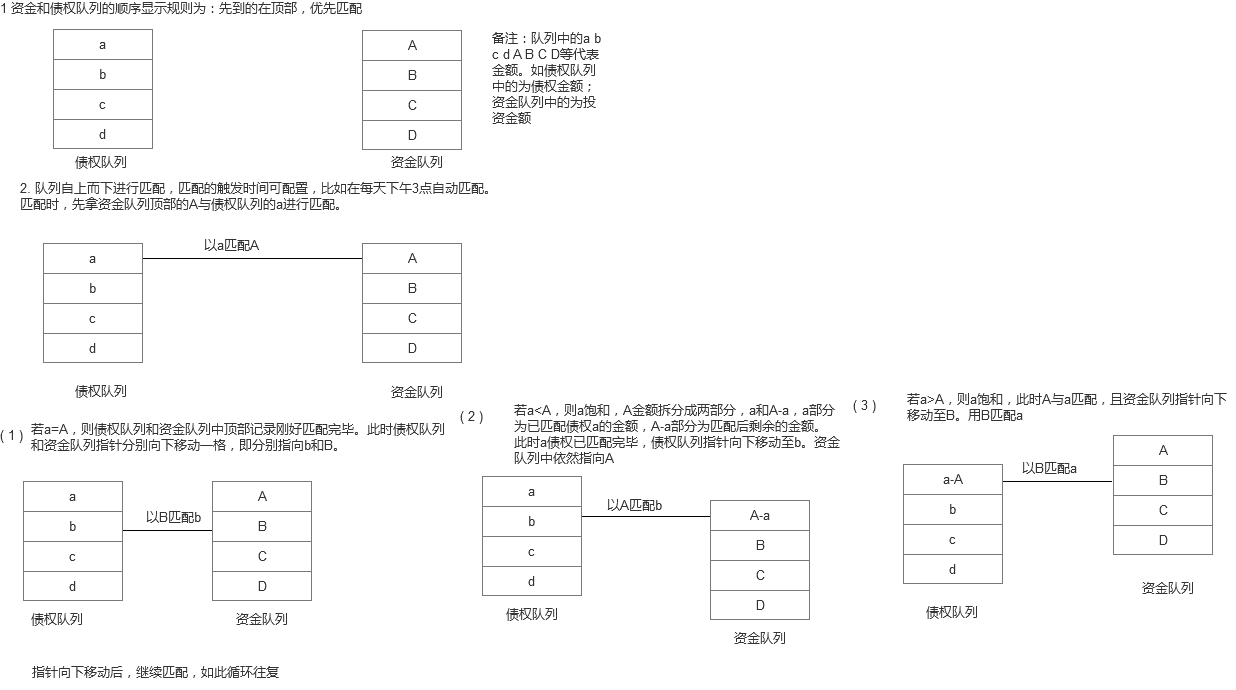 1 资金和债权队列的顺序显示规则为：先到的在顶部，优先匹配
a
b
c
d
债权队列
A
B
C
D
资金队列
备注：队列中的a b
c d A B C D等代表
金额。如债权队列
中的为债权金额；
资金队列中的为投
资金额
2. 队列自上而下进行匹配，匹配的触发时间可配置，比如在每天下午3点自动匹配。
匹配时，先拿资金队列顶部的A与债权队列的a进行匹配。
以a匹配A
a
b
c
d
债权队列
A
B
C
D
资金队列
（1）
若a=A，则债权队列和资金队列中顶部记录刚好匹配完毕。此时债权队列
和资金队列指针分别向下移动一格，即分别指向b和B。
a
b
c
d
债权队列
以B匹配b
A
B
C
D
资金队列
（2）
若a<A，则a饱和，A金额拆分成两部分，a和A-a，a部分
为已匹配债权a的金额，A-a部分为匹配后剩余的金额。
此时a债权已匹配完毕，债权队列指针向下移动至b。资金
队列中依然指向A
a
b
c
d
债权队列
以A匹配b
A-a
B
C
D
资金队列
（3）
若a>A，则a饱和，此时A与a匹配，且资金队列指针向下
移动至B。用B匹配a
a-A
b
c
d
债权队列
以B匹配a
A
B
C
D
资金队列
指针向下移动后，继续匹配，如此循环往复